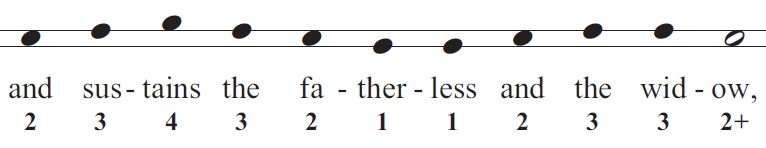 and sus - tains the fa - ther - less and the wid - ow,
2 3 4 3 2 1 1 2 3 3 2+